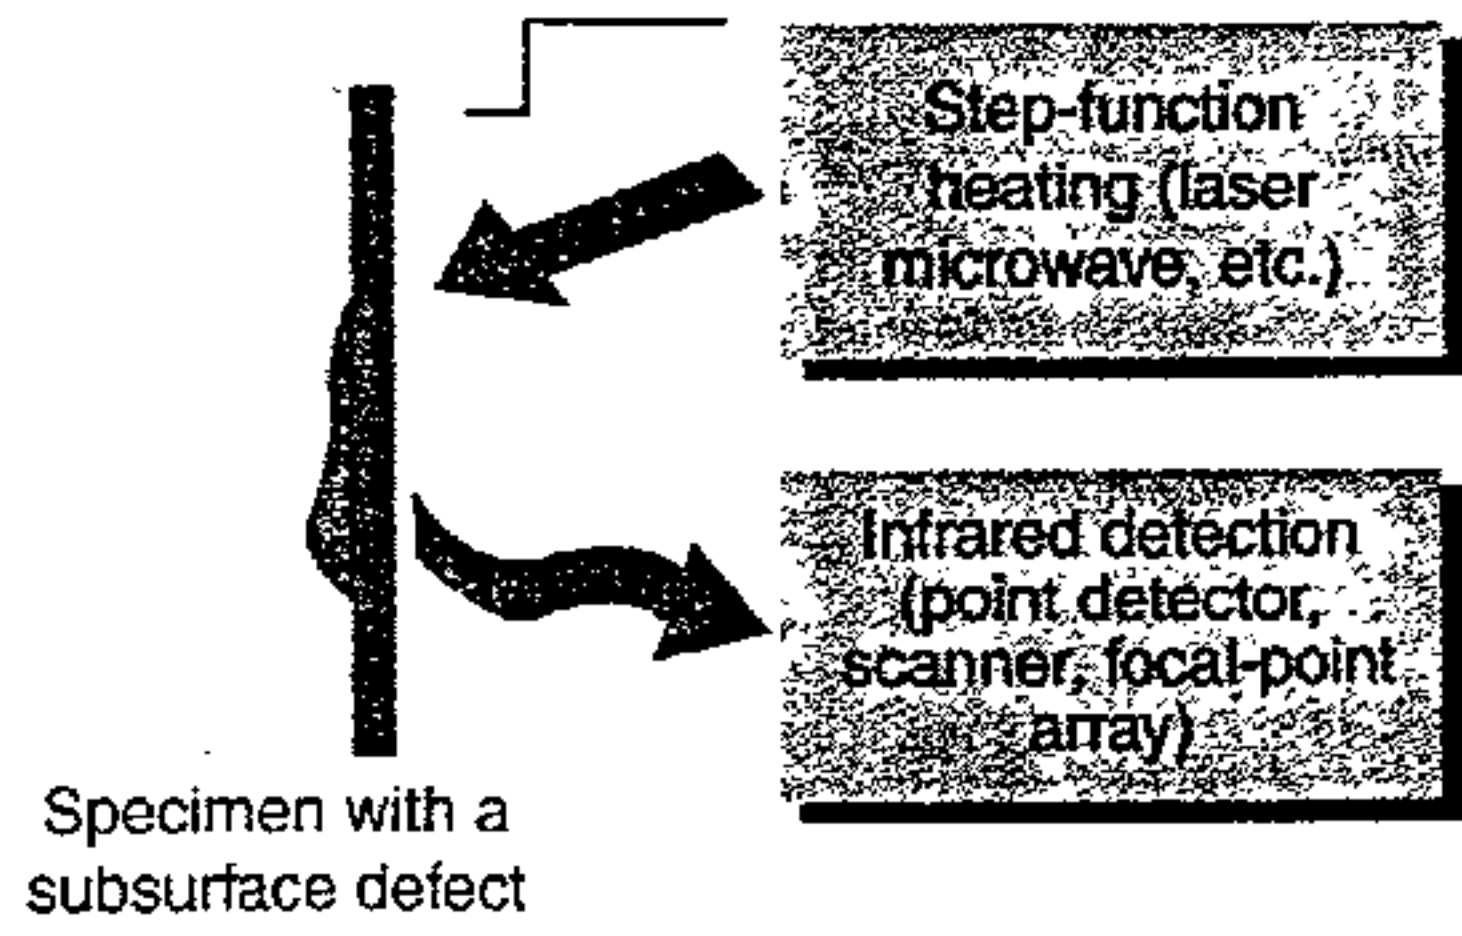 Step-function
heating (laser
microwave, etc.)
Infrared detection
(point detector,
scanner, focal-point
array)
Specimen with a
subsurface defect